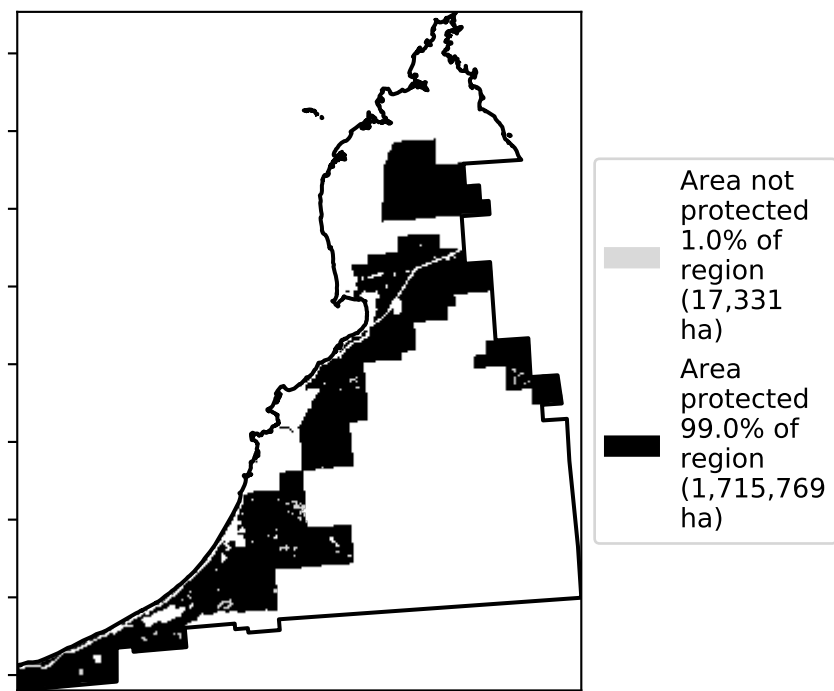 Area not
protected
1.0% of
region
(17,331
ha)
Area
protected
99.0% of
region
(1,715,769
ha)